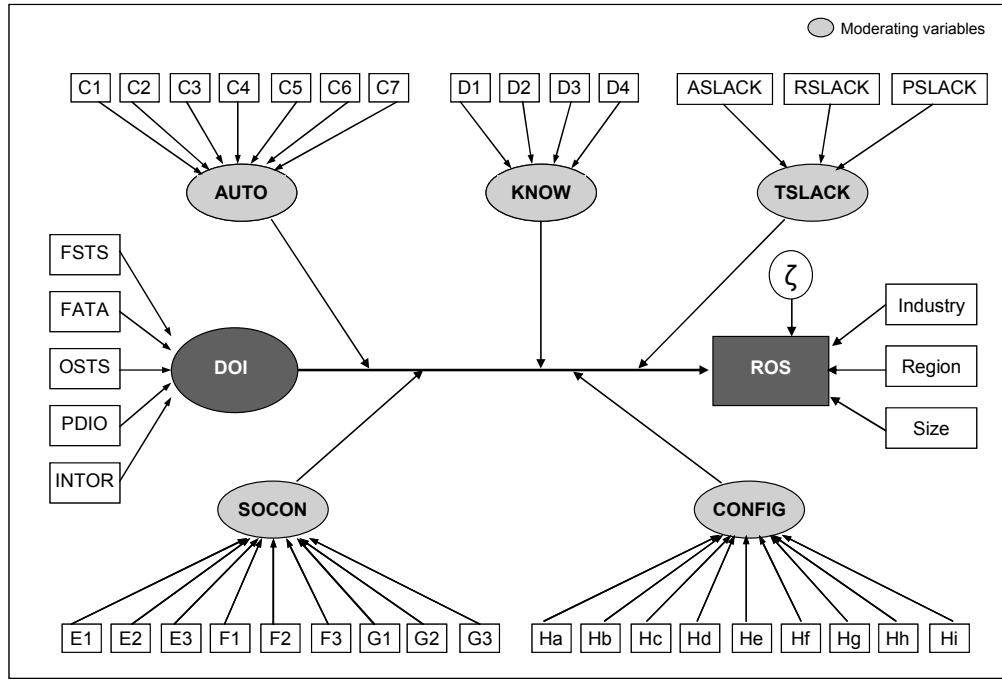 Moderating variables
C1 C2 C3 C4 C5 C6 C7
D1 D2 D3 D4
ASLACK RSLACK PSLACK
AUTO
KNOW
TSLACK
FSTS
FATA
OSTS
PDIO
INTOR
DOI
ζ
ROS
Industry
Region
Size
SOCON
CONFIG
E1 E2 E3 F1 F2 F3 G1 G2 G3
Ha Hb Hc Hd He Hf Hg Hh Hi